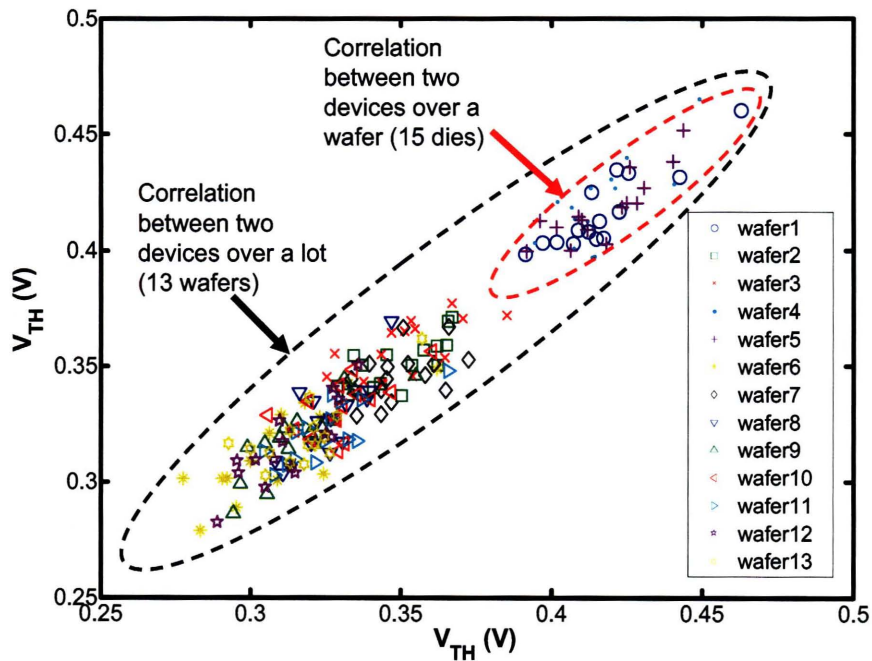 0.5
0.45
0.4
0.35
0.3
0.25
V_TH (V)
Correlation
between two
devices over a
wafer (15 dies)
Correlation
between two
devices over a lot
(13 wafers)
wafer1
wafer2
wafer3
wafer4
wafer5
wafer6
wafer7
wafer8
wafer9
wafer10
wafer11
wafer12
wafer13
0.25
0.3
0.35
0.4
0.45
0.5
V_TH (V)